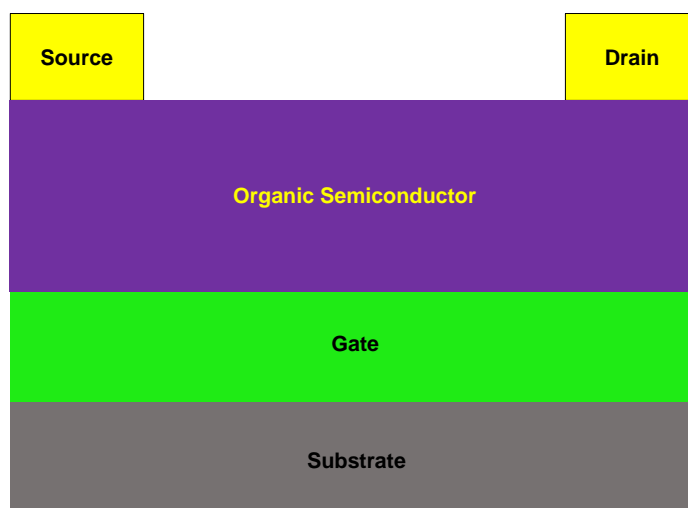 Source
Drain
Organic Semiconductor
Gate
Substrate